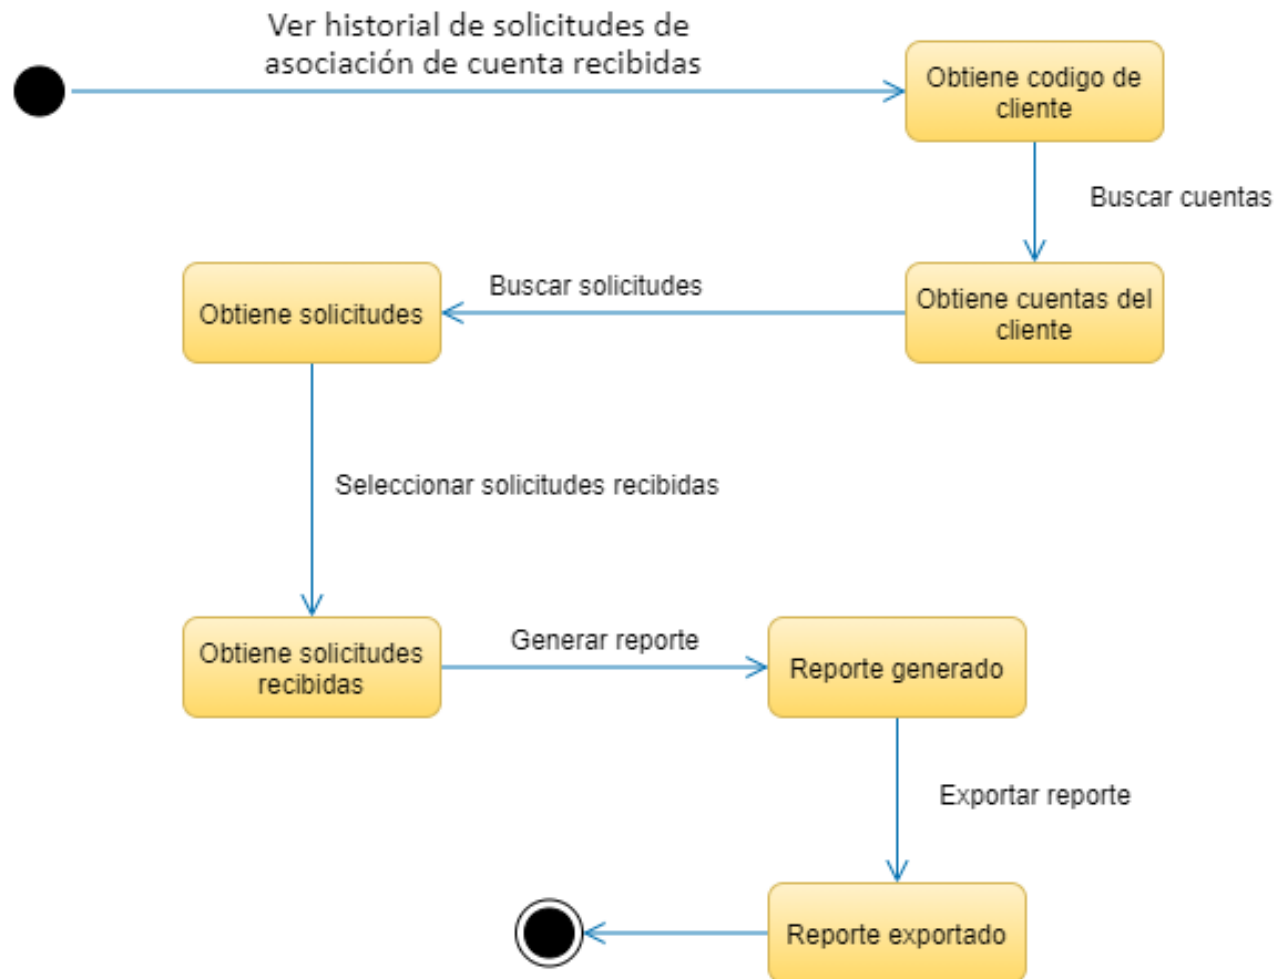 Ver historial de solicitudes de
asociación de cuenta recibidas
Obtiene codigo de
cliente
Buscar cuentas
Obtiene cuentas del
cliente
Buscar solicitudes
Obtiene solicitudes
Seleccionar solicitudes recibidas
Obtiene solicitudes
recibidas
Generar reporte
Reporte generado
Exportar reporte
Reporte exportado